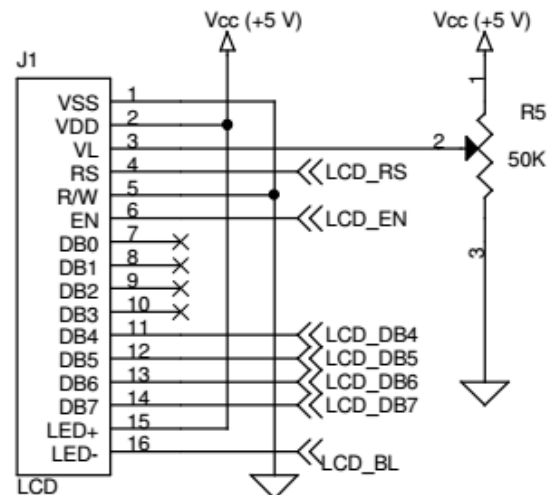 Vcc (+5 V)
Vcc (+5 V)
J1
VSS 1
VDD 2
VL 3
RS 4 LCD_RS
R/W 5
EN 6 LCD_EN
DB0 7
DB1 8
DB2 9
DB3 10
DB4 11 LCD_DB4
DB5 12 LCD_DB5
DB6 13 LCD_DB6
DB7 14 LCD_DB7
LED+ 15
LED- 16 LCD_BL
LCD
1
R5
2
50K
3